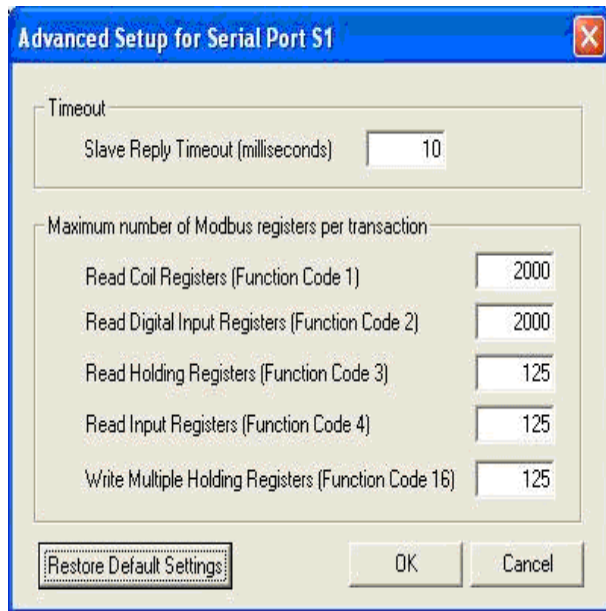 Advanced Setup for Serial Port S1
Timeout
Slave Reply Timeout (milliseconds) 10
Maximum number of Modbus registers per transaction
Read Coil Registers (Function Code 1) 2000
Read Digital Input Registers (Function Code 2) 2000
Read Holding Registers (Function Code 3) 125
Read Input Registers (Function Code 4) 125
Write Multiple Holding Registers (Function Code 16) 125
Restore Default Settings OK Cancel